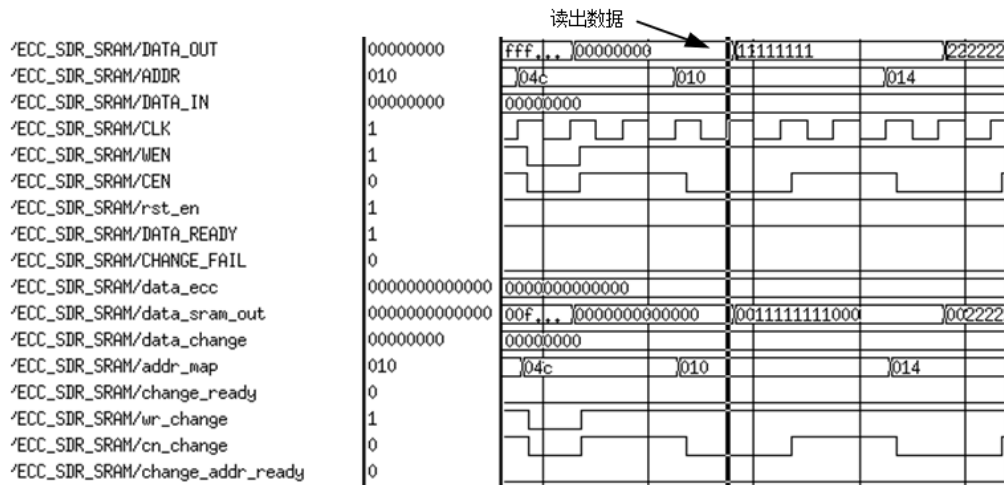 读出数据
/ECC_SDR_SRAM/DATA_OUT 00000000 fff... 00000000 11111111 222222
/ECC_SDR_SRAM/ADDR 010 04c 010 014
/ECC_SDR_SRAM/DATA_IN 00000000 00000000
/ECC_SDR_SRAM/CLK 1
/ECC_SDR_SRAM/WEN 1
/ECC_SDR_SRAM/CEN 0
/ECC_SDR_SRAM/rst_en 1
/ECC_SDR_SRAM/DATA_READY 1
/ECC_SDR_SRAM/CHANGE_FAIL 0
/ECC_SDR_SRAM/data_ecc 0000000000000 0000000000000
/ECC_SDR_SRAM/data_sram_out 0000000000000 00f... 0000000000000 0011111111000 002222
/ECC_SDR_SRAM/data_change 00000000 00000000
/ECC_SDR_SRAM/addr_map 010 04c 010 014
/ECC_SDR_SRAM/change_ready 0
/ECC_SDR_SRAM/wr_change 1
/ECC_SDR_SRAM/cn_change 0
/ECC_SDR_SRAM/change_addr_ready 0